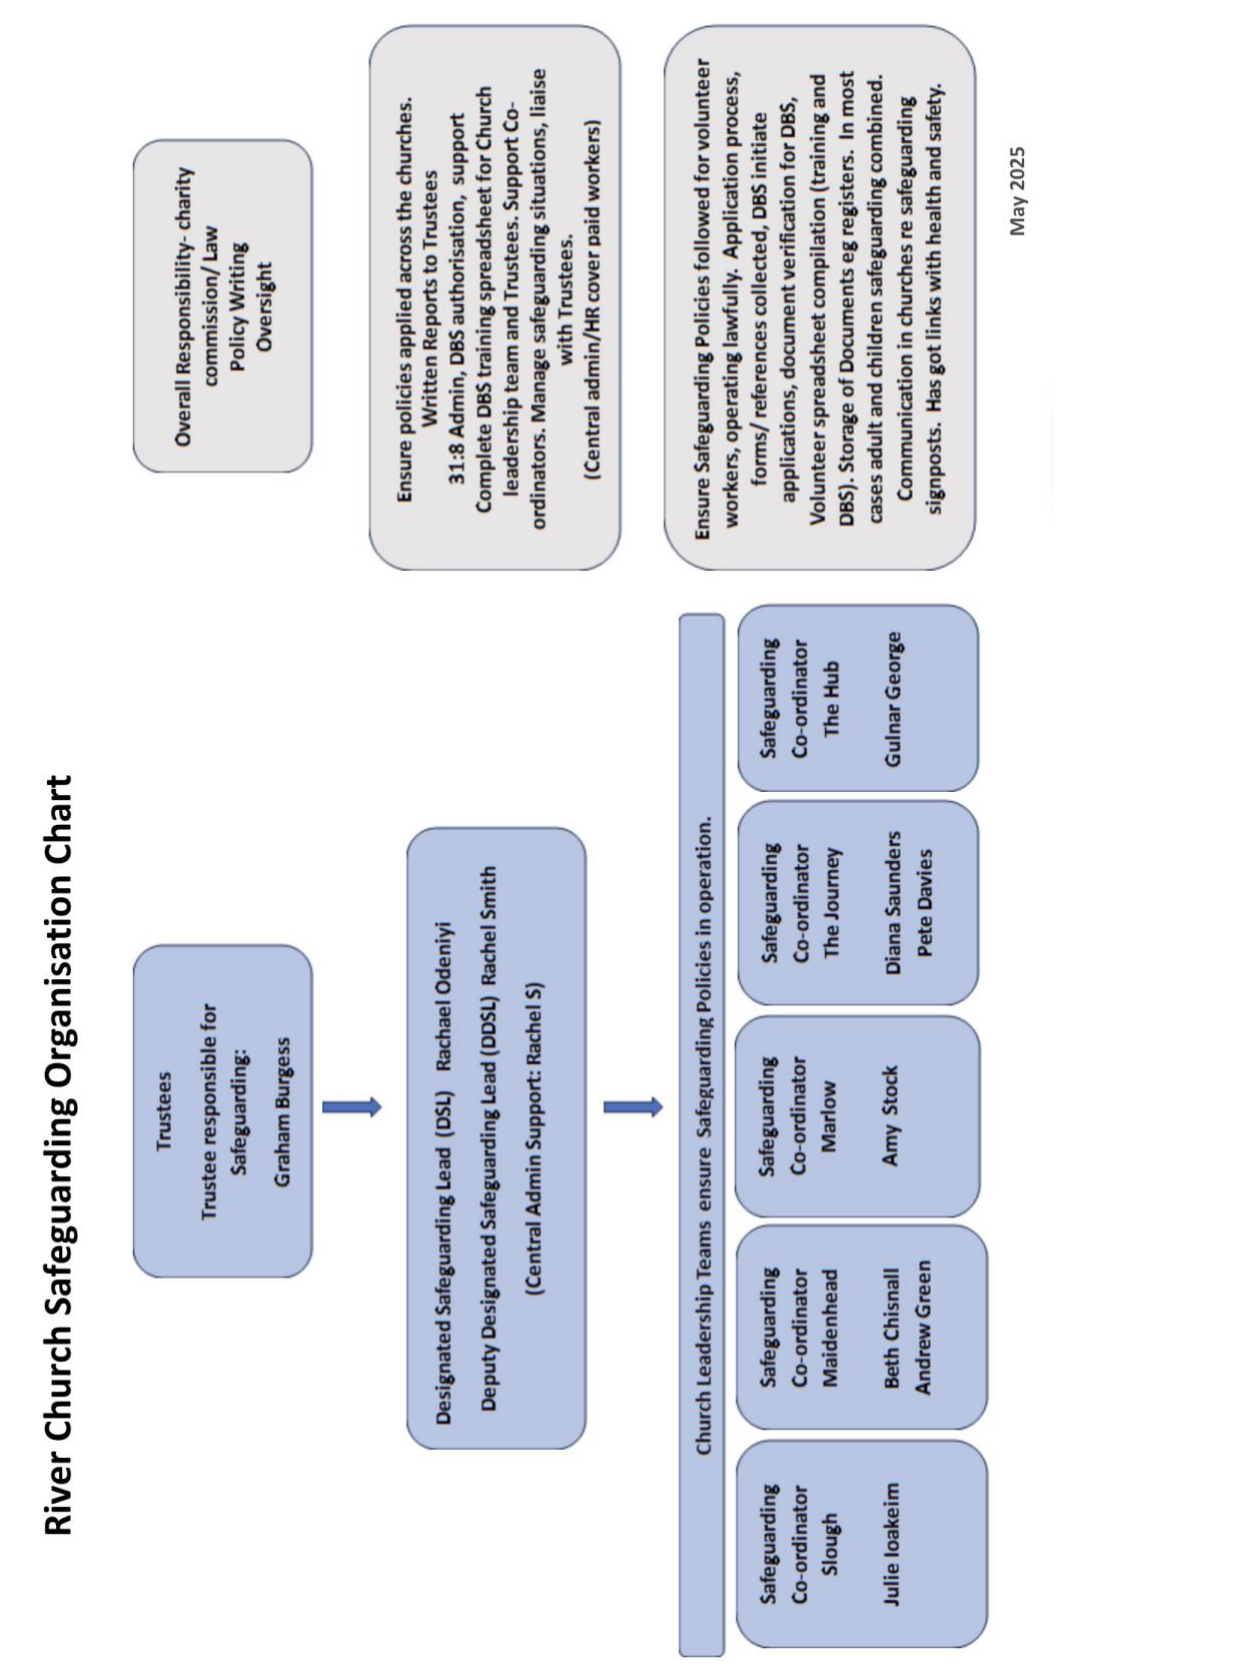 River Church Safeguarding Organisation Chart
Trustees
Trustee responsible for
Safeguarding:
Graham Burgess
Overall Responsibility- charity
commission/ Law
Policy Writing
Oversight
Designated Safeguarding Lead (DSL) Rachael Odeniyi
Deputy Designated Safeguarding Lead (DDSL) Rachel Smith
(Central Admin Support: Rachel S)
Ensure policies applied across the churches.
Written Reports to Trustees
31:8 Admin, DBS authorisation, support
Complete DBS training spreadsheet for Church
leadership team and Trustees. Support Co-
ordinators. Manage safeguarding situations, liaise
with Trustees.
(Central admin/HR cover paid workers)
Church Leadership Teams ensure Safeguarding Policies in operation.
Safeguarding
Co-ordinator
Slough
Julie Ioakeim
Safeguarding
Co-ordinator
Maidenhead
Beth Chisnall
Andrew Green
Safeguarding
Co-ordinator
Marlow
Amy Stock
Safeguarding
Co-ordinator
The Journey
Diana Saunders
Pete Davies
Safeguarding
Co-ordinator
The Hub
Gulnar George
Ensure Safeguarding Policies followed for volunteer
workers, operating lawfully. Application process,
forms/ references collected, DBS initiate
applications, document verification for DBS,
Volunteer spreadsheet compilation (training and
DBS). Storage of Documents eg registers. In most
cases adult and children safeguarding combined.
Communication in churches re safeguarding
signposts. Has got links with health and safety.
May 2025